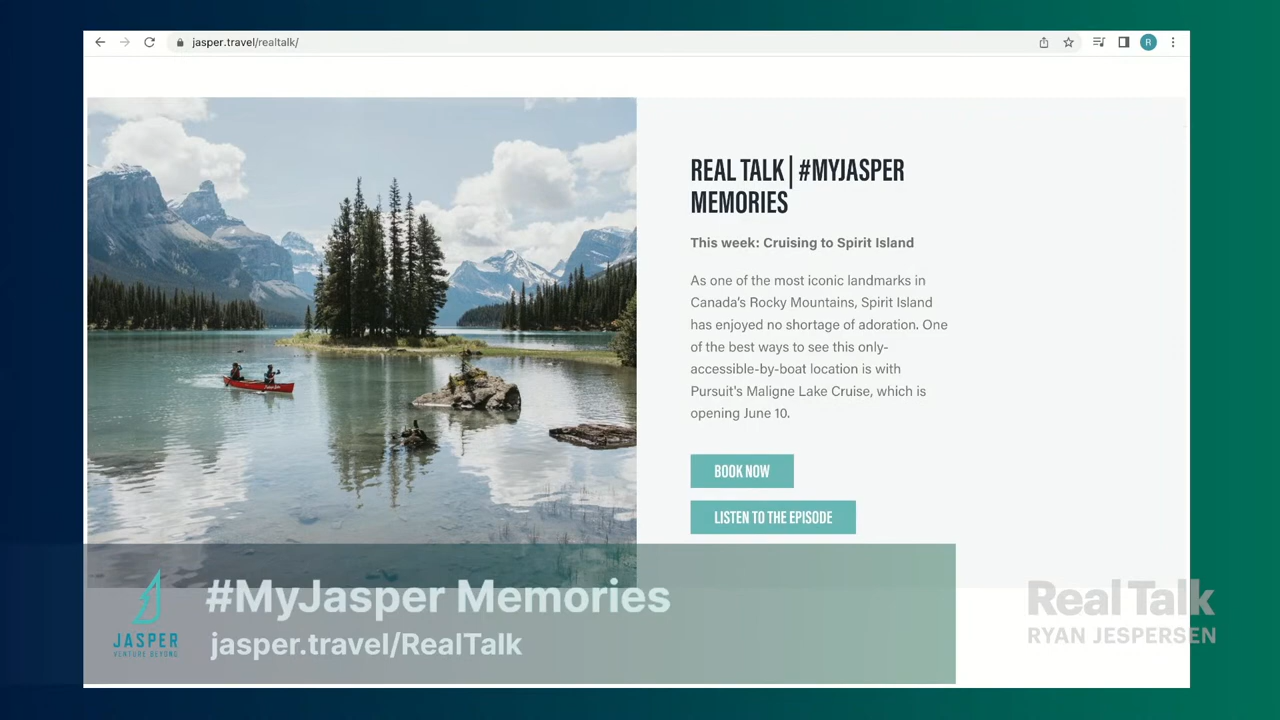 jasper.travel/realtalk/
R
REAL TALK | #MYJASPER
MEMORIES
This week: Cruising to Spirit Island
As one of the most iconic landmarks in
Canada's Rocky Mountains, Spirit Island
has enjoyed no shortage of adoration. One
of the best ways to see this only-
accessible-by-boat location is with
Pursuit's Maligne Lake Cruise, which is
opening June 10.
BOOK NOW
LISTEN TO THE EPISODE
#MyJasper Memories
jasper.travel/RealTalk
JASPER
VENTURE BEYOND
Real Talk
RYAN JESPERSEN